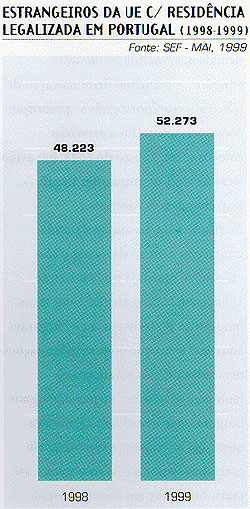 ESTRANGEIROS DA UE C/ RESIDÊNCIA
LEGALIZADA EM PORTUGAL (1998-1999)
Fonte: SEF - MAI, 1999
52.273
48.223
1998 1999